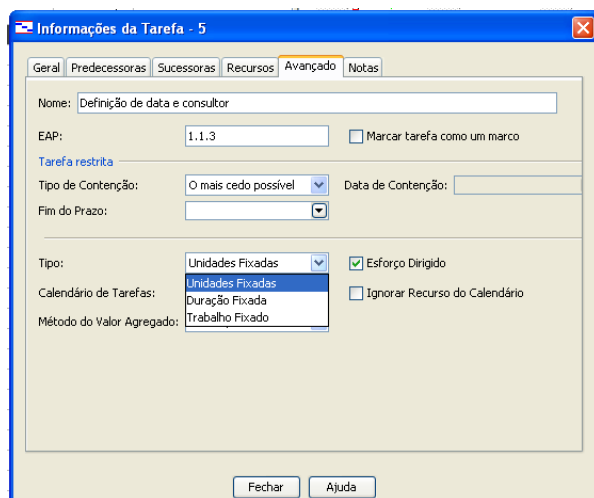 Informações da Tarefa - 5
Geral Predecessoras Sucessoras Recursos Avançado Notas
Nome: Definição de data e consultor
EAP: 1.1.3 Marcar tarefa como um marco
Tarefa restrita
Tipo de Contenção: O mais cedo possível Data de Contenção:
Fim do Prazo:
Tipo: Unidades Fixadas Esforço Dirigido
Unidades Fixadas
Calendário de Tarefas: Duração Fixada Ignorar Recurso do Calendário
Método do Valor Agregado: Trabalho Fixado
Fechar Ajuda